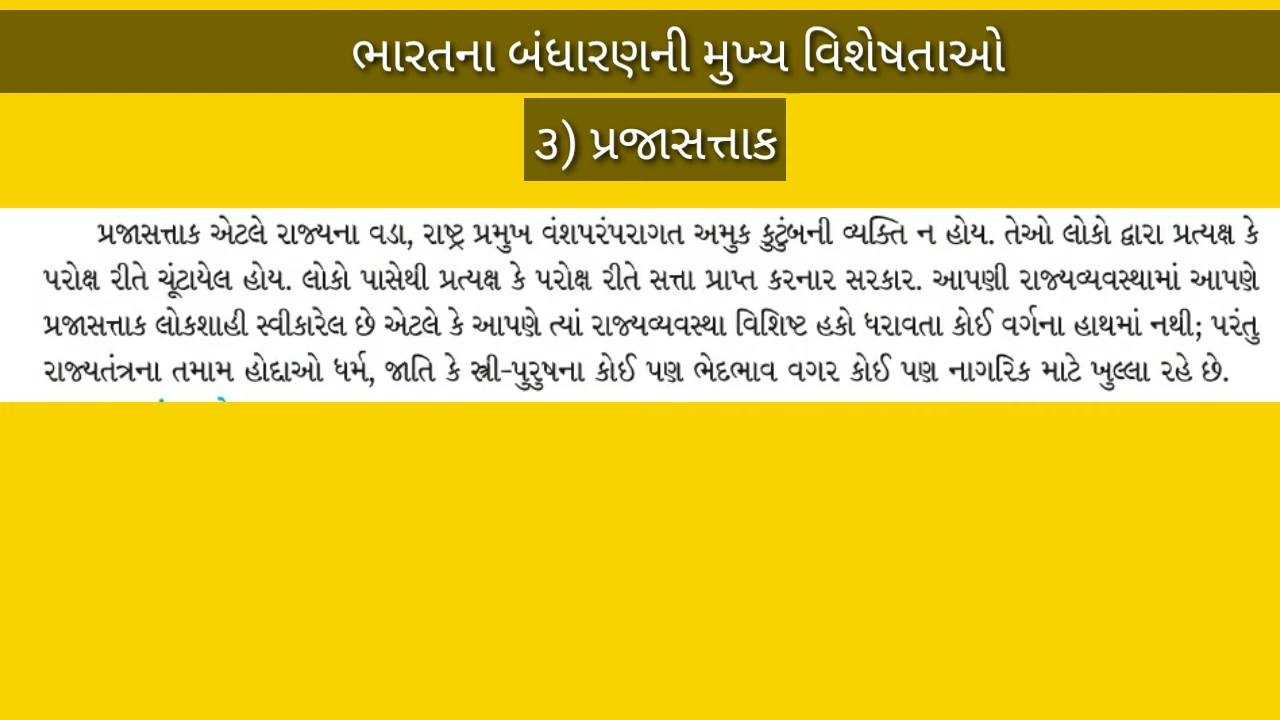 ભારતના બંધારણની મુખ્ય વિશેષતાઓ
૩) પ્રજાસત્તાક
પ્રજાસત્તાક એટલે રાજ્યના વડા, રાષ્ટ્ર પ્રમુખ વંશપરંપરાગત અમુક કુટુંબની વ્યક્તિ ન હોય. તેઓ લોકો દ્વારા પ્રત્યક્ષ કે
પરોક્ષ રીતે ચૂંટાયેલ હોય. લોકો પાસેથી પ્રત્યક્ષ કે પરોક્ષ રીતે સત્તા પ્રાપ્ત કરનાર સરકાર. આપણી રાજ્યવ્યવસ્થામાં આપણે
પ્રજાસત્તાક લોકશાહી સ્વીકારેલ છે એટલે કે આપણે ત્યાં રાજ્યવ્યવસ્થા વિશિષ્ટ હકો ધરાવતા કોઈ વર્ગના હાથમાં નથી; પરંતુ
રાજ્યતંત્રના તમામ હોદ્દાઓ ધર્મ, જાતિ કે સ્ત્રી-પુરુષના કોઈ પણ ભેદભાવ વગર કોઈ પણ નાગરિક માટે ખુલ્લા રહે છે.